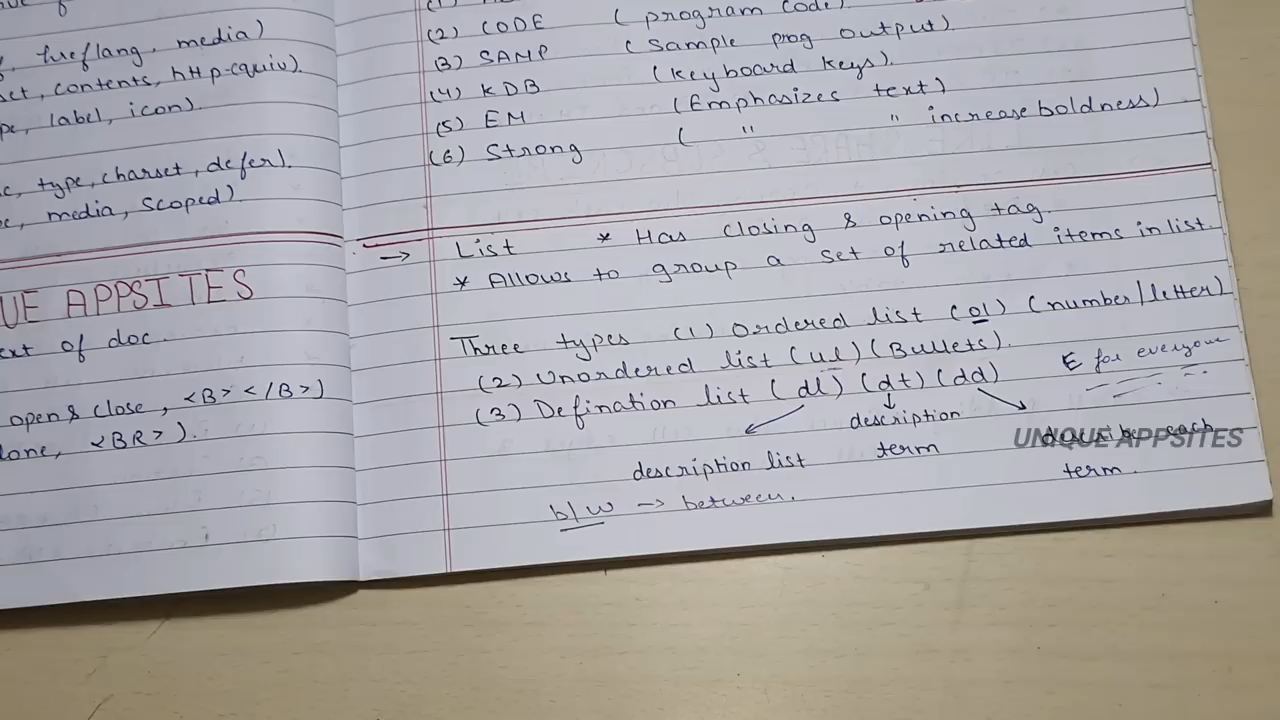 hreflang, media)
contents, http-equiv).
label, icon).
type, charset, defer).
media, scoped).
UE APPSITES
of doc.
open & close, <B> </B>)
<BR>).
(2) CODE (program code)
(3) SAMP (Sample prog output).
(4) KDB (Keyboard keys).
(5) EM (Emphasizes text)
(6) Strong ( " " increase boldness)
→ List * Has closing & opening tag.
* Allows to group a set of related items in list.
Three types (1) Ordered list (ol) (number/letter)
(2) Unordered list (ul) (Bullets).
E for everyone
(3) Defination list (dl) (dt) (dd)
description list
description term
describe each term.
b/w → between.
UNIQUE APPSITES